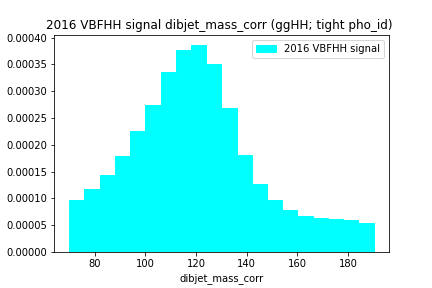 2016 VBFHH signal dibjet_mass_corr (ggHH; tight pho_id)
2016 VBFHH signal
0.00040
0.00035
0.00030
0.00025
0.00020
0.00015
0.00010
0.00005
0.00000
80 100 120 140 160 180
dibjet_mass_corr